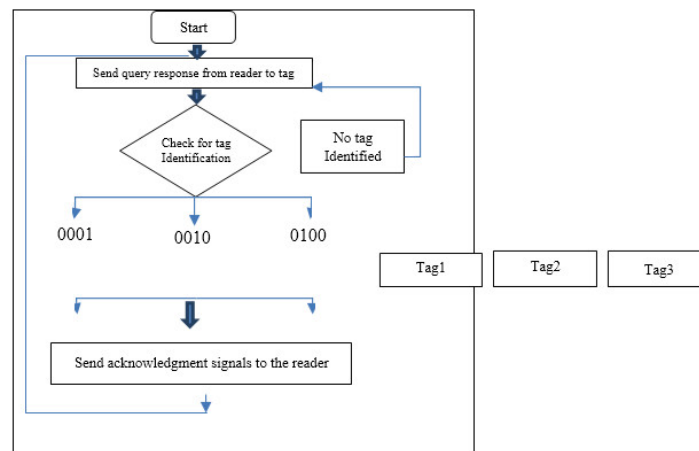 Start
Send query response from reader to tag
Check for tag
Identification
No tag
Identified
0001
0010
0100
Tag1
Tag2
Tag3
Send acknowledgment signals to the reader